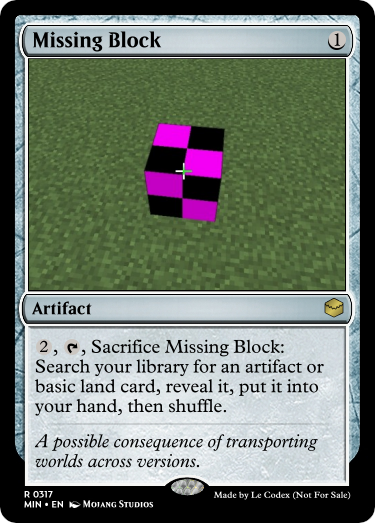 Missing Block 1
Artifact
2, , Sacrifice Missing Block:
Search your library for an artifact or
basic land card, reveal it, put it into
your hand, then shuffle.
A possible consequence of transporting
worlds across versions.
R 0317
MIN • EN Mojang Studios
Made by Le Codex (Not For Sale)